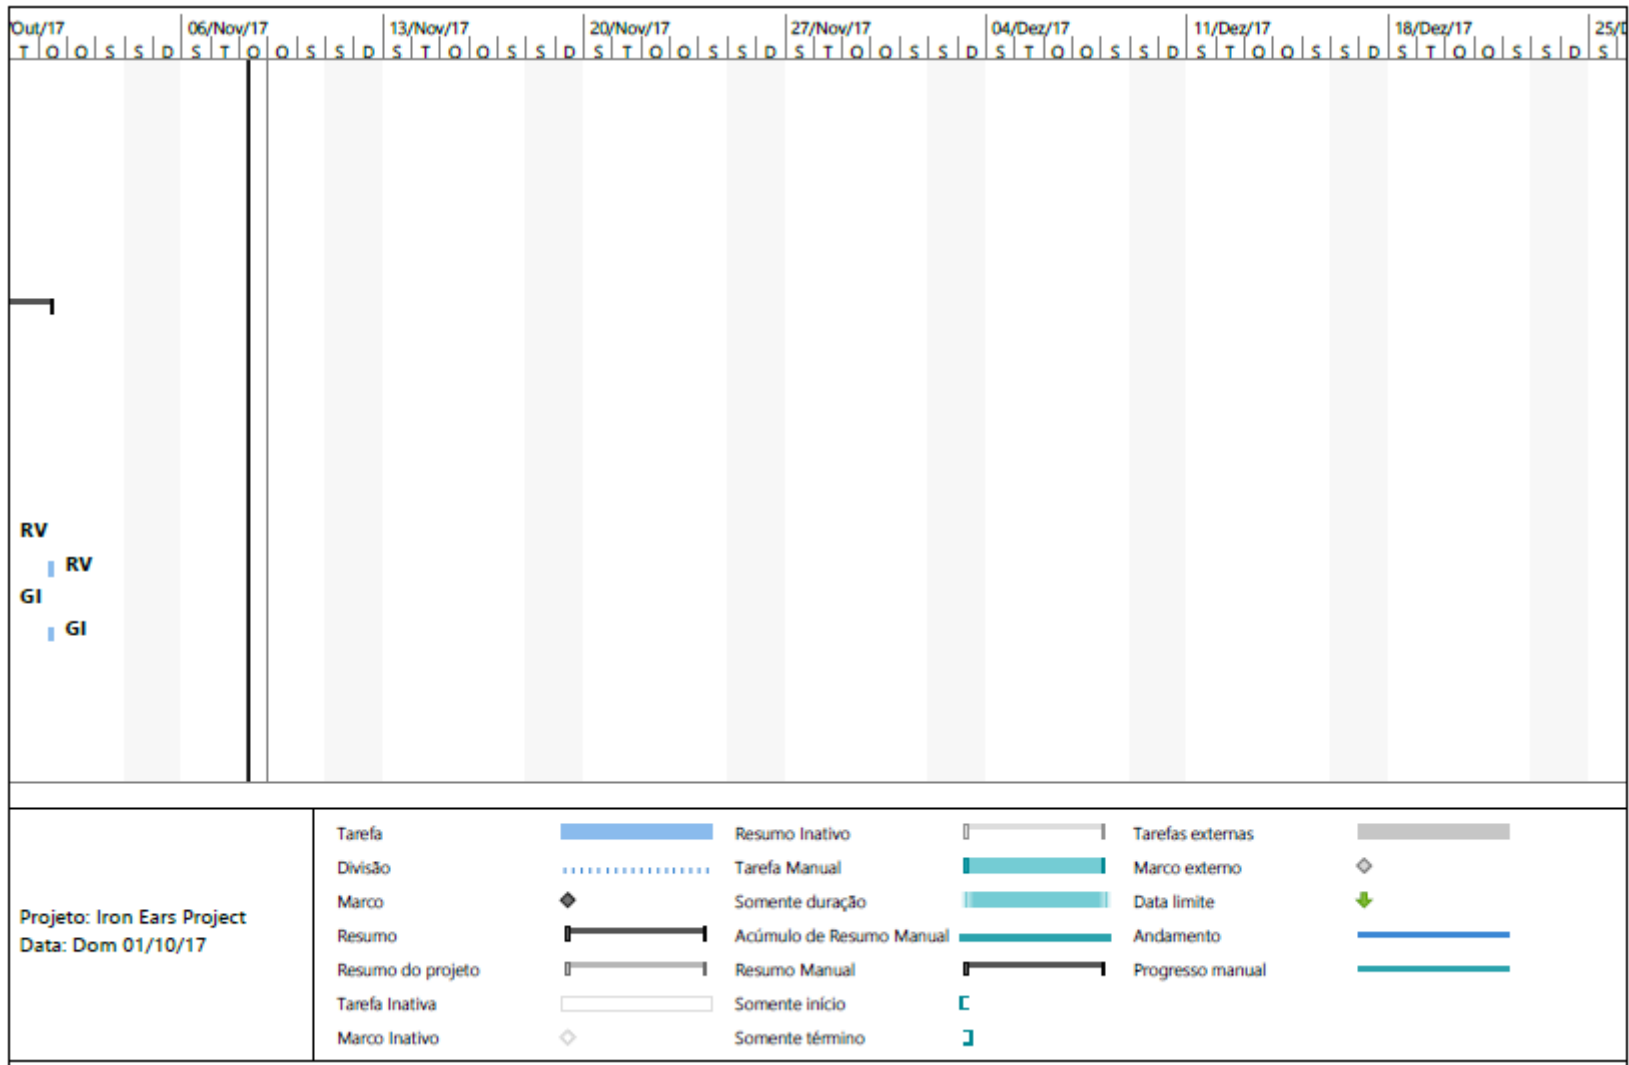 Out/17 06/Nov/17 13/Nov/17 20/Nov/17 27/Nov/17 04/Dez/17 11/Dez/17 18/Dez/17 25/
T Q Q S S D S T Q Q S S D S T Q Q S S D S T Q Q S S D S T Q Q S S D S T Q Q S S D S T Q Q S S D S T Q Q S S D S
RV
RV
GI
GI
Projeto: Iron Ears Project
Data: Dom 01/10/17
Tarefa
Divisão
Marco
Resumo
Resumo do projeto
Tarefa Inativa
Marco Inativo
Resumo Inativo
Tarefa Manual
Somente duração
Acúmulo de Resumo Manual
Resumo Manual
Somente início
Somente término
Tarefas externas
Marco externo
Data limite
Andamento
Progresso manual